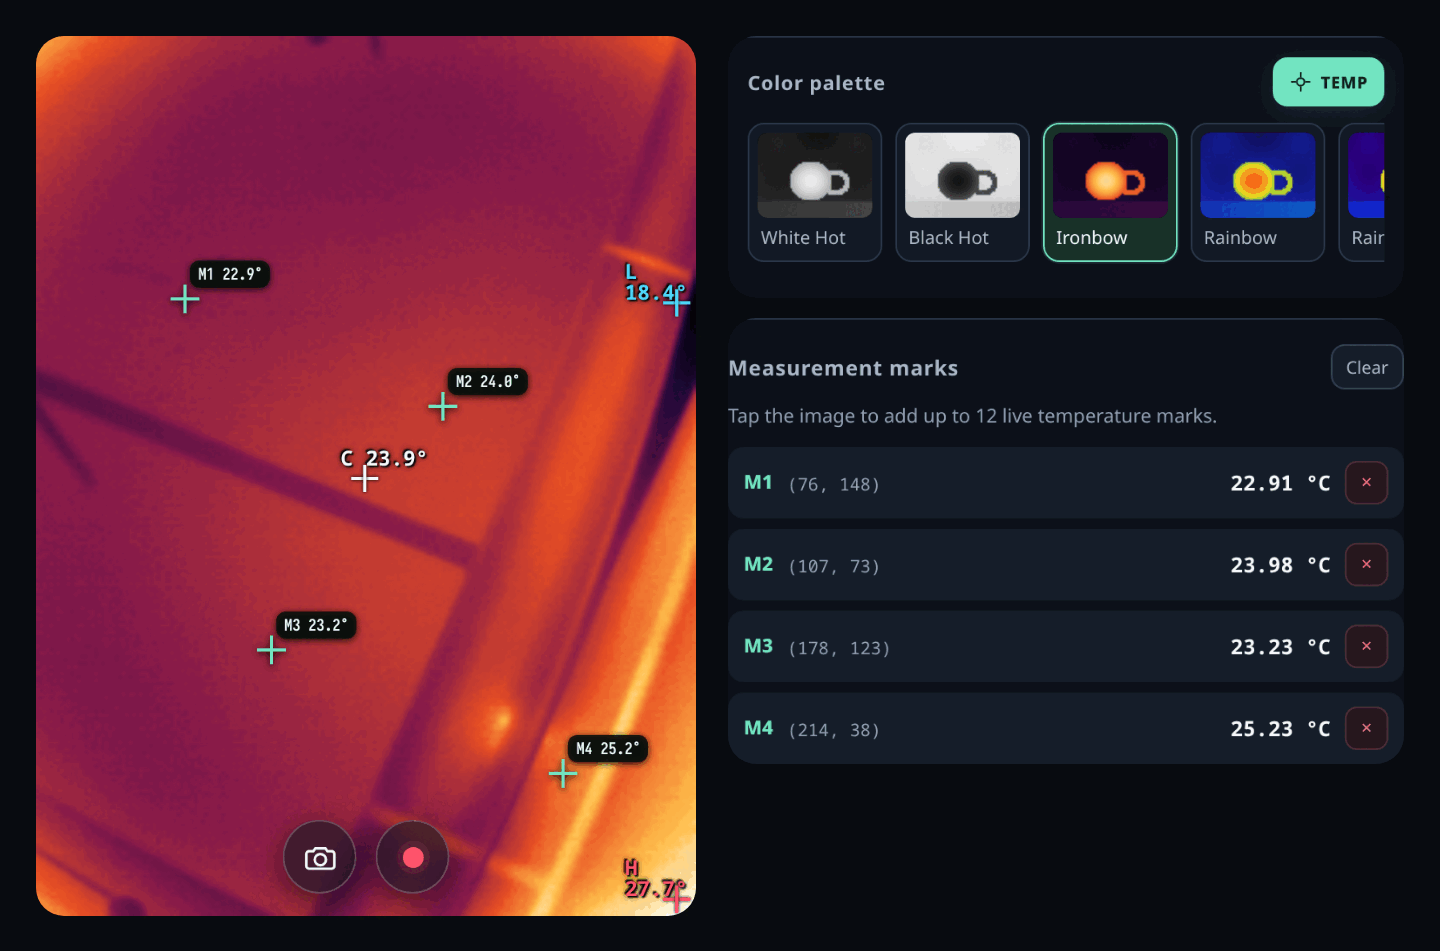 M1 22.9°
L
18.4°
M2 24.0°
C 23.9°
M3 23.2°
M4 25.2°
H
27.7°
Color palette
TEMP
White Hot
Black Hot
Ironbow
Rainbow
Rair
Measurement marks
Clear
Tap the image to add up to 12 live temperature marks.
M1 (76, 148) 22.91 °C ×
M2 (107, 73) 23.98 °C ×
M3 (178, 123) 23.23 °C ×
M4 (214, 38) 25.23 °C ×